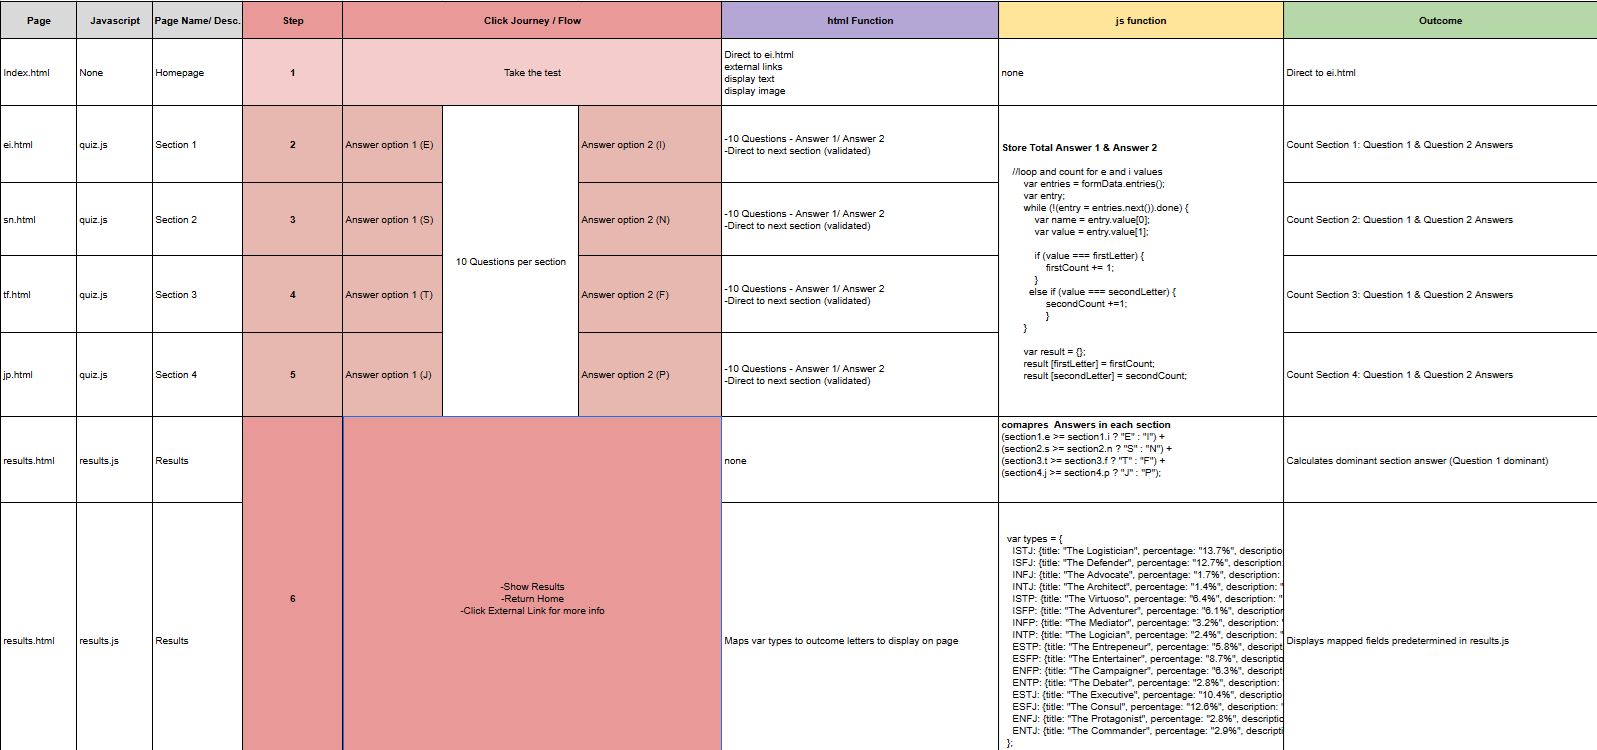 Page Javascript Page Name/ Desc. Step Click Journey / Flow html Function js function Outcome
Index.html None Homepage 1 Take the test
Direct to ei.html
external links
display text
display image
none
Direct to ei.html
ei.html quiz.js Section 1 2 Answer option 1 (E) Answer option 2 (I)
-10 Questions - Answer 1/ Answer 2
-Direct to next section (validated)
Count Section 1: Question 1 & Question 2 Answers
sn.html quiz.js Section 2 3 Answer option 1 (S) Answer option 2 (N)
-10 Questions - Answer 1/ Answer 2
-Direct to next section (validated)
Count Section 2: Question 1 & Question 2 Answers
10 Questions per section
tf.html quiz.js Section 3 4 Answer option 1 (T) Answer option 2 (F)
-10 Questions - Answer 1/ Answer 2
-Direct to next section (validated)
Count Section 3: Question 1 & Question 2 Answers
jp.html quiz.js Section 4 5 Answer option 1 (J) Answer option 2 (P)
-10 Questions - Answer 1/ Answer 2
-Direct to next section (validated)
Count Section 4: Question 1 & Question 2 Answers
Store Total Answer 1 & Answer 2
//loop and count for e and i values
var entries = formData.entries();
var entry;
while (!(entry = entries.next()).done) {
var name = entry.value[0];
var value = entry.value[1];
if (value === firstLetter) {
firstCount += 1;
}
else if (value === secondLetter) {
secondCount +=1;
}
}
var result = {};
result [firstLetter] = firstCount;
result [secondLetter] = secondCount;
results.html results.js Results
none
comapres Answers in each section
(section1.e >= section1.i ? "E" : "I") +
(section2.s >= section2.n ? "S" : "N") +
(section3.t >= section3.f ? "T" : "F") +
(section4.j >= section4.p ? "J" : "P");
Calculates dominant section answer (Question 1 dominant)
6
-Show Results
-Return Home
-Click External Link for more info
results.html results.js Results
Maps var types to outcome letters to display on page
var types = {
ISTJ: {title: "The Logistician", percentage: "13.7%", descriptio
ISFJ: {title: "The Defender", percentage: "12.7%", description:
INFJ: {title: "The Advocate", percentage: "1.7%", description:
INTJ: {title: "The Architect", percentage: "1.4%", description: "
ISTP: {title: "The Virtuoso", percentage: "6.4%", description: "
ISFP: {title: "The Adventurer", percentage: "6.1%", description
INFP: {title: "The Mediator", percentage: "3.2%", description: "
INTP: {title: "The Logician", percentage: "2.4%", description: "
ESTP: {title: "The Entrepeneur", percentage: "5.8%", descript
ESFP: {title: "The Entertainer", percentage: "8.7%", descriptio
ENFP: {title: "The Campaigner", percentage: "6.3%", descripti
ENTP: {title: "The Debater", percentage: "2.8%", description:
ESTJ: {title: "The Executive", percentage: "10.4%", descriptio
ESFJ: {title: "The Consul", percentage: "12.6%", description: "
ENFJ: {title: "The Protagonist", percentage: "2.8%", descriptio
ENTJ: {title: "The Commander", percentage: "2.9%", descripti
};
Displays mapped fields predetermined in results.js